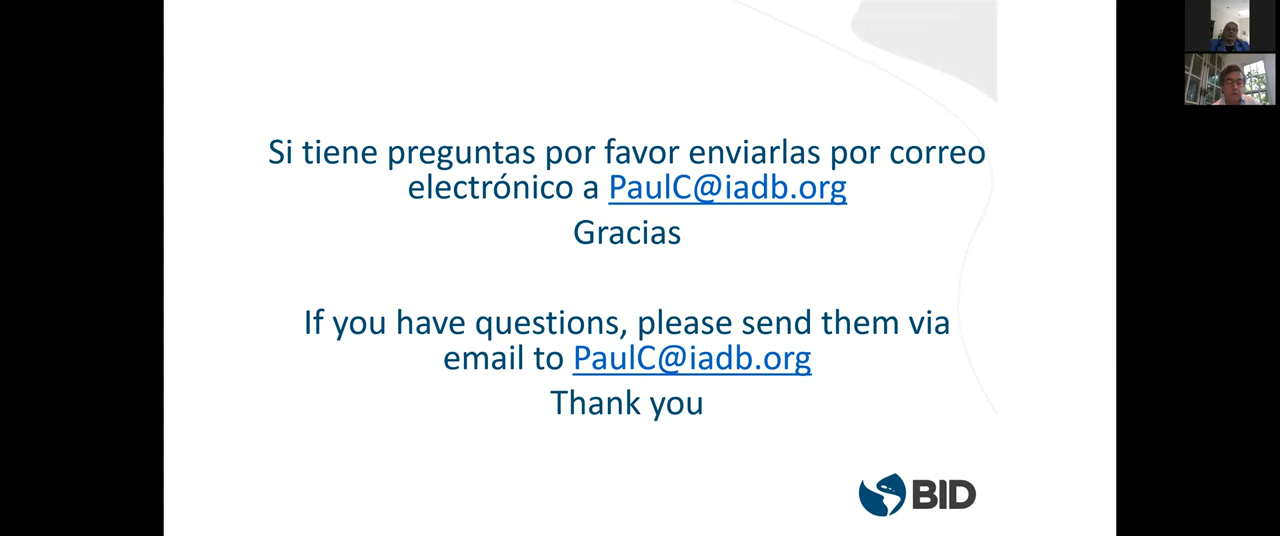 Si tiene preguntas por favor enviarlas por correo
electrónico a PaulC@iadb.org
Gracias
If you have questions, please send them via
email to PaulC@iadb.org
Thank you
BID